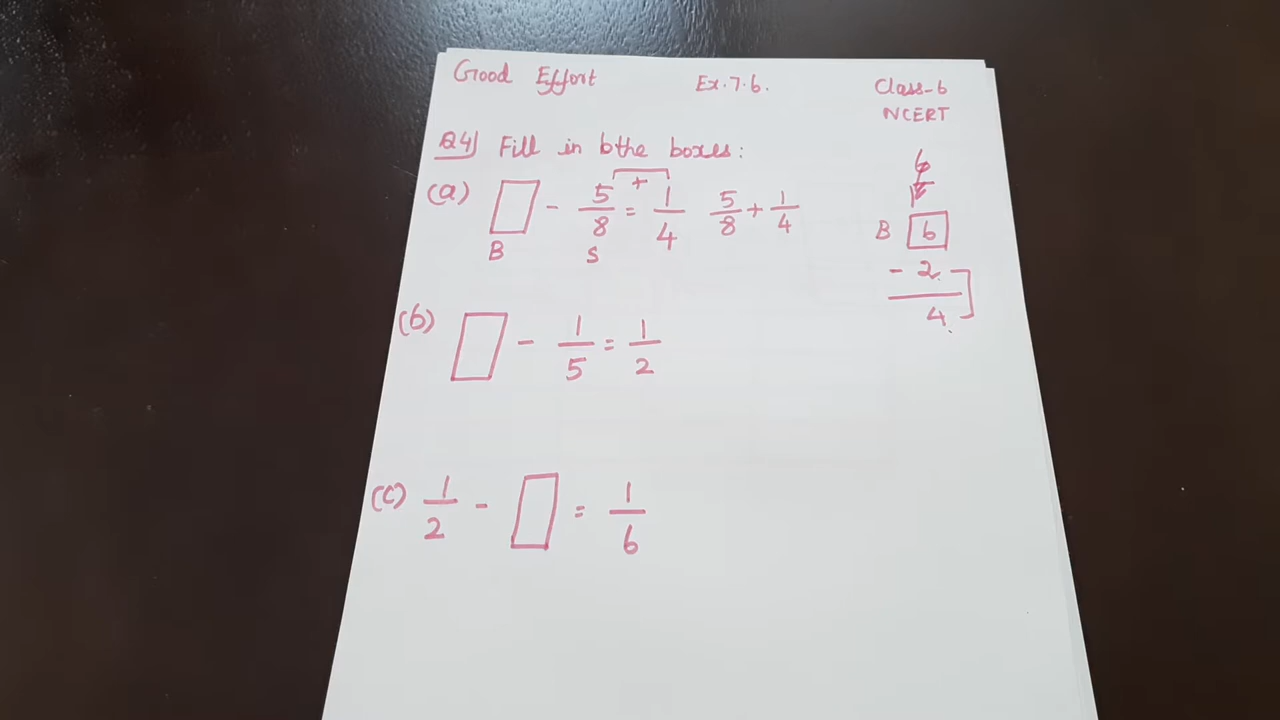 Good Effort Ex.7.6. Class-6
NCERT
Q4) Fill in bthe boxes:
(a) □ - 5/8 = 1/4 5/8 + 1/4
+
B S
(b) □ - 1/5 = 1/2
(c) 1/2 - □ = 1/6
6
B 6
- 2
4